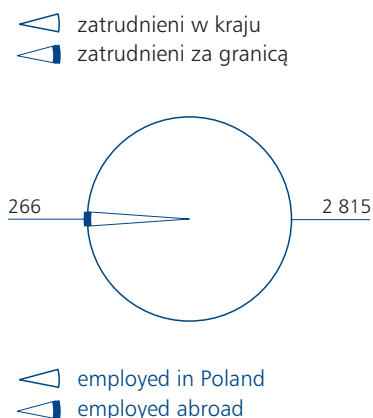 zatrudnieni w kraju
zatrudnieni za granicą
266
2 815
employed in Poland
employed abroad